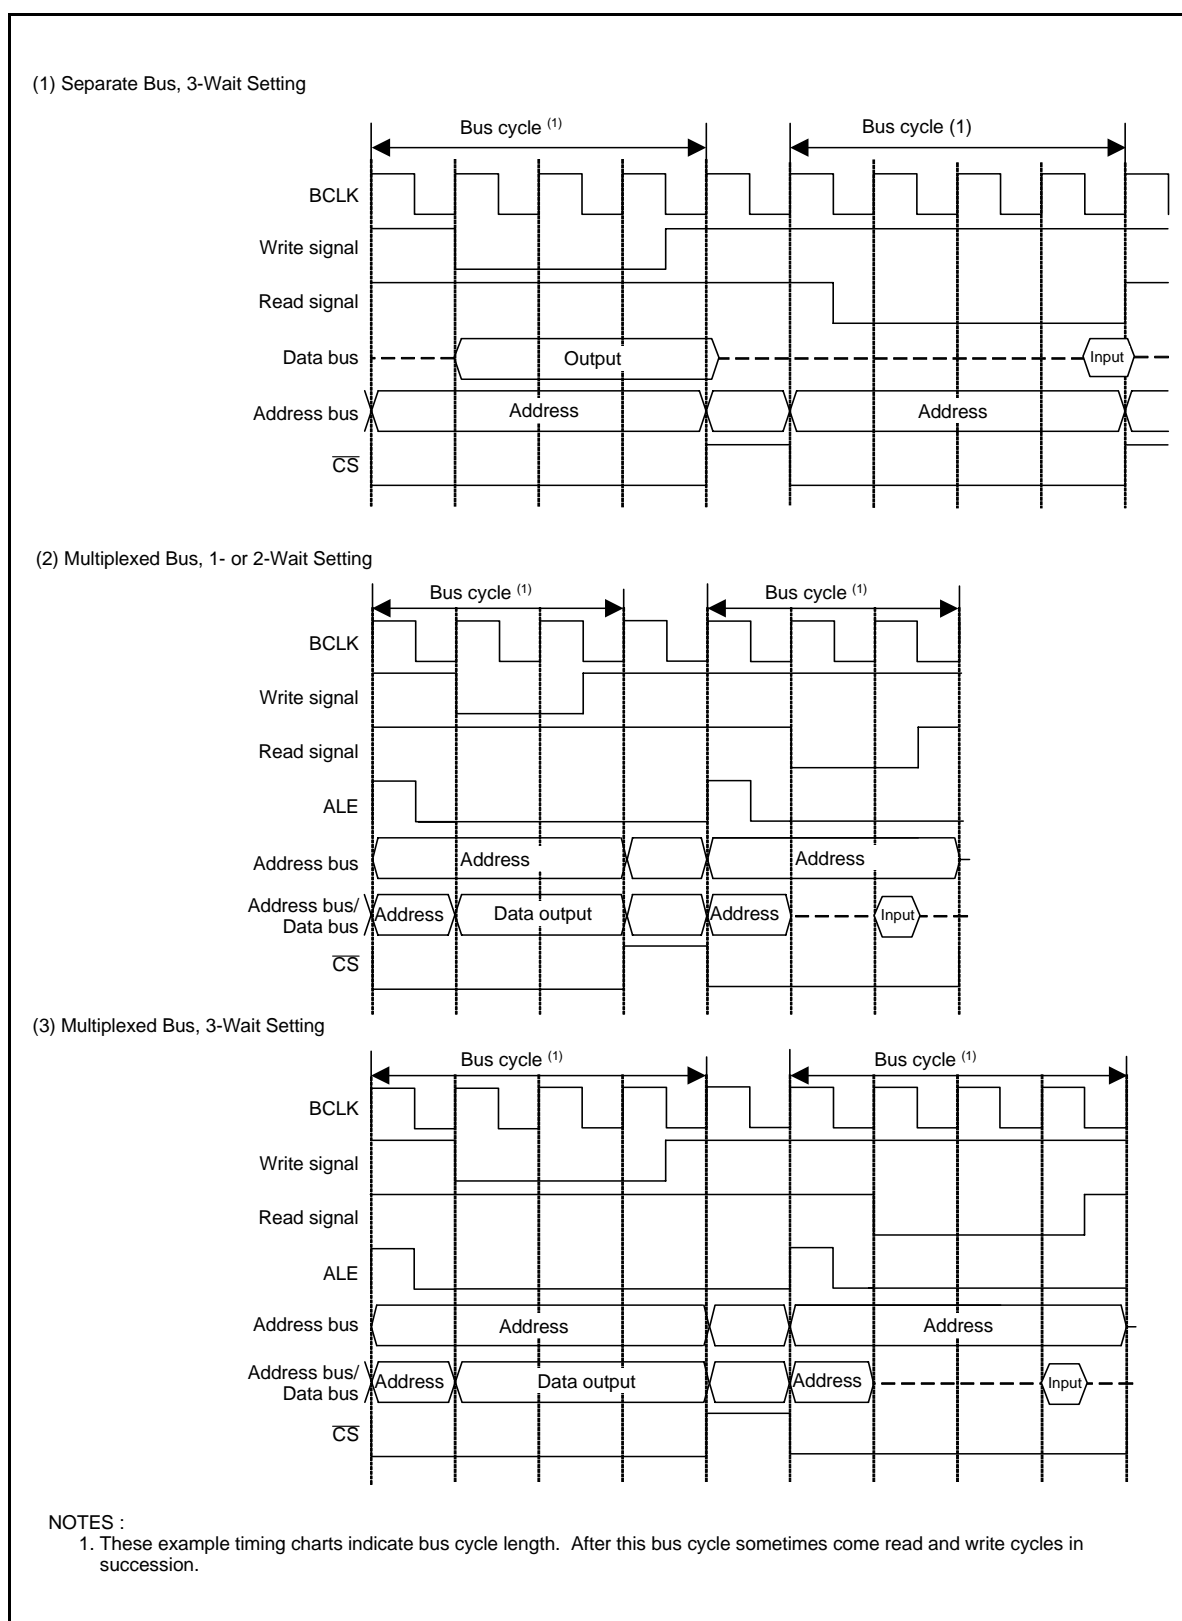 (1) Separate Bus, 3-Wait Setting
Bus cycle (1)
Bus cycle (1)
BCLK
Write signal
Read signal
Data bus
Output
Input
Address bus
Address
Address
CS
(2) Multiplexed Bus, 1- or 2-Wait Setting
Bus cycle (1)
Bus cycle (1)
BCLK
Write signal
Read signal
ALE
Address bus
Address
Address
Address bus/
Data bus
Address
Data output
Address
Input
CS
(3) Multiplexed Bus, 3-Wait Setting
Bus cycle (1)
Bus cycle (1)
BCLK
Write signal
Read signal
ALE
Address bus
Address
Address
Address bus/
Data bus
Address
Data output
Address
Input
CS
NOTES :
1. These example timing charts indicate bus cycle length. After this bus cycle sometimes come read and write cycles in
succession.